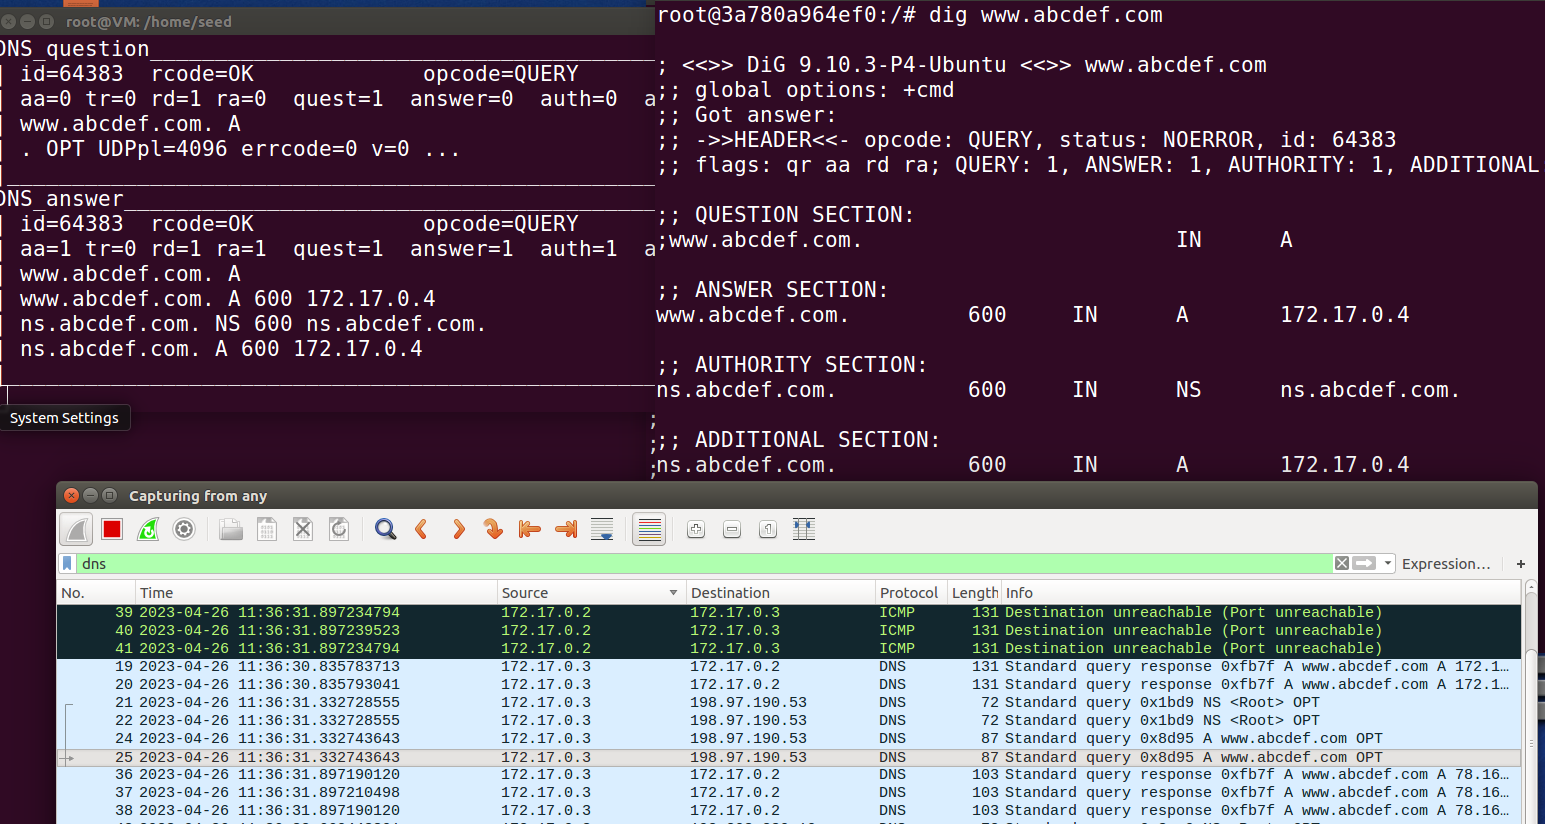 root@VM: /home/seed
DNS_question
id=64383 rcode=OK opcode=QUERY
aa=0 tr=0 rd=1 ra=0 quest=1 answer=0 auth=0 a
www.abcdef.com. A
. OPT UDPpl=4096 errcode=0 v=0 ...
DNS_answer
id=64383 rcode=OK opcode=QUERY
aa=1 tr=0 rd=1 ra=1 quest=1 answer=1 auth=1 a
www.abcdef.com. A
www.abcdef.com. A 600 172.17.0.4
ns.abcdef.com. NS 600 ns.abcdef.com.
ns.abcdef.com. A 600 172.17.0.4
System Settings
root@3a780a964ef0:/# dig www.abcdef.com
; <<>> DiG 9.10.3-P4-Ubuntu <<>> www.abcdef.com
;; global options: +cmd
;; Got answer:
;; ->>HEADER<<- opcode: QUERY, status: NOERROR, id: 64383
;; flags: qr aa rd ra; QUERY: 1, ANSWER: 1, AUTHORITY: 1, ADDITIONAL
;; QUESTION SECTION:
;www.abcdef.com. IN A
;; ANSWER SECTION:
www.abcdef.com. 600 IN A 172.17.0.4
;; AUTHORITY SECTION:
ns.abcdef.com. 600 IN NS ns.abcdef.com.
;; ADDITIONAL SECTION:
ns.abcdef.com. 600 IN A 172.17.0.4
Capturing from any
dns
Expression... +
No. Time Source Destination Protocol Length Info
39 2023-04-26 11:36:31.897234794 172.17.0.2 172.17.0.3 ICMP 131 Destination unreachable (Port unreachable)
40 2023-04-26 11:36:31.897239523 172.17.0.2 172.17.0.3 ICMP 131 Destination unreachable (Port unreachable)
41 2023-04-26 11:36:31.897234794 172.17.0.2 172.17.0.3 ICMP 131 Destination unreachable (Port unreachable)
19 2023-04-26 11:36:30.835783713 172.17.0.3 172.17.0.2 DNS 131 Standard query response 0xfb7f A www.abcdef.com A 172.1...
20 2023-04-26 11:36:30.835793041 172.17.0.3 172.17.0.2 DNS 131 Standard query response 0xfb7f A www.abcdef.com A 172.1...
21 2023-04-26 11:36:31.332728555 172.17.0.3 198.97.190.53 DNS 72 Standard query 0x1bd9 NS <Root> OPT
22 2023-04-26 11:36:31.332728555 172.17.0.3 198.97.190.53 DNS 72 Standard query 0x1bd9 NS <Root> OPT
24 2023-04-26 11:36:31.332743643 172.17.0.3 198.97.190.53 DNS 87 Standard query 0x8d95 A www.abcdef.com OPT
25 2023-04-26 11:36:31.332743643 172.17.0.3 198.97.190.53 DNS 87 Standard query 0x8d95 A www.abcdef.com OPT
36 2023-04-26 11:36:31.897190120 172.17.0.3 172.17.0.2 DNS 103 Standard query response 0xfb7f A www.abcdef.com A 78.16...
37 2023-04-26 11:36:31.897210498 172.17.0.3 172.17.0.2 DNS 103 Standard query response 0xfb7f A www.abcdef.com A 78.16...
38 2023-04-26 11:36:31.897190120 172.17.0.3 172.17.0.2 DNS 103 Standard query response 0xfb7f A www.abcdef.com A 78.16...